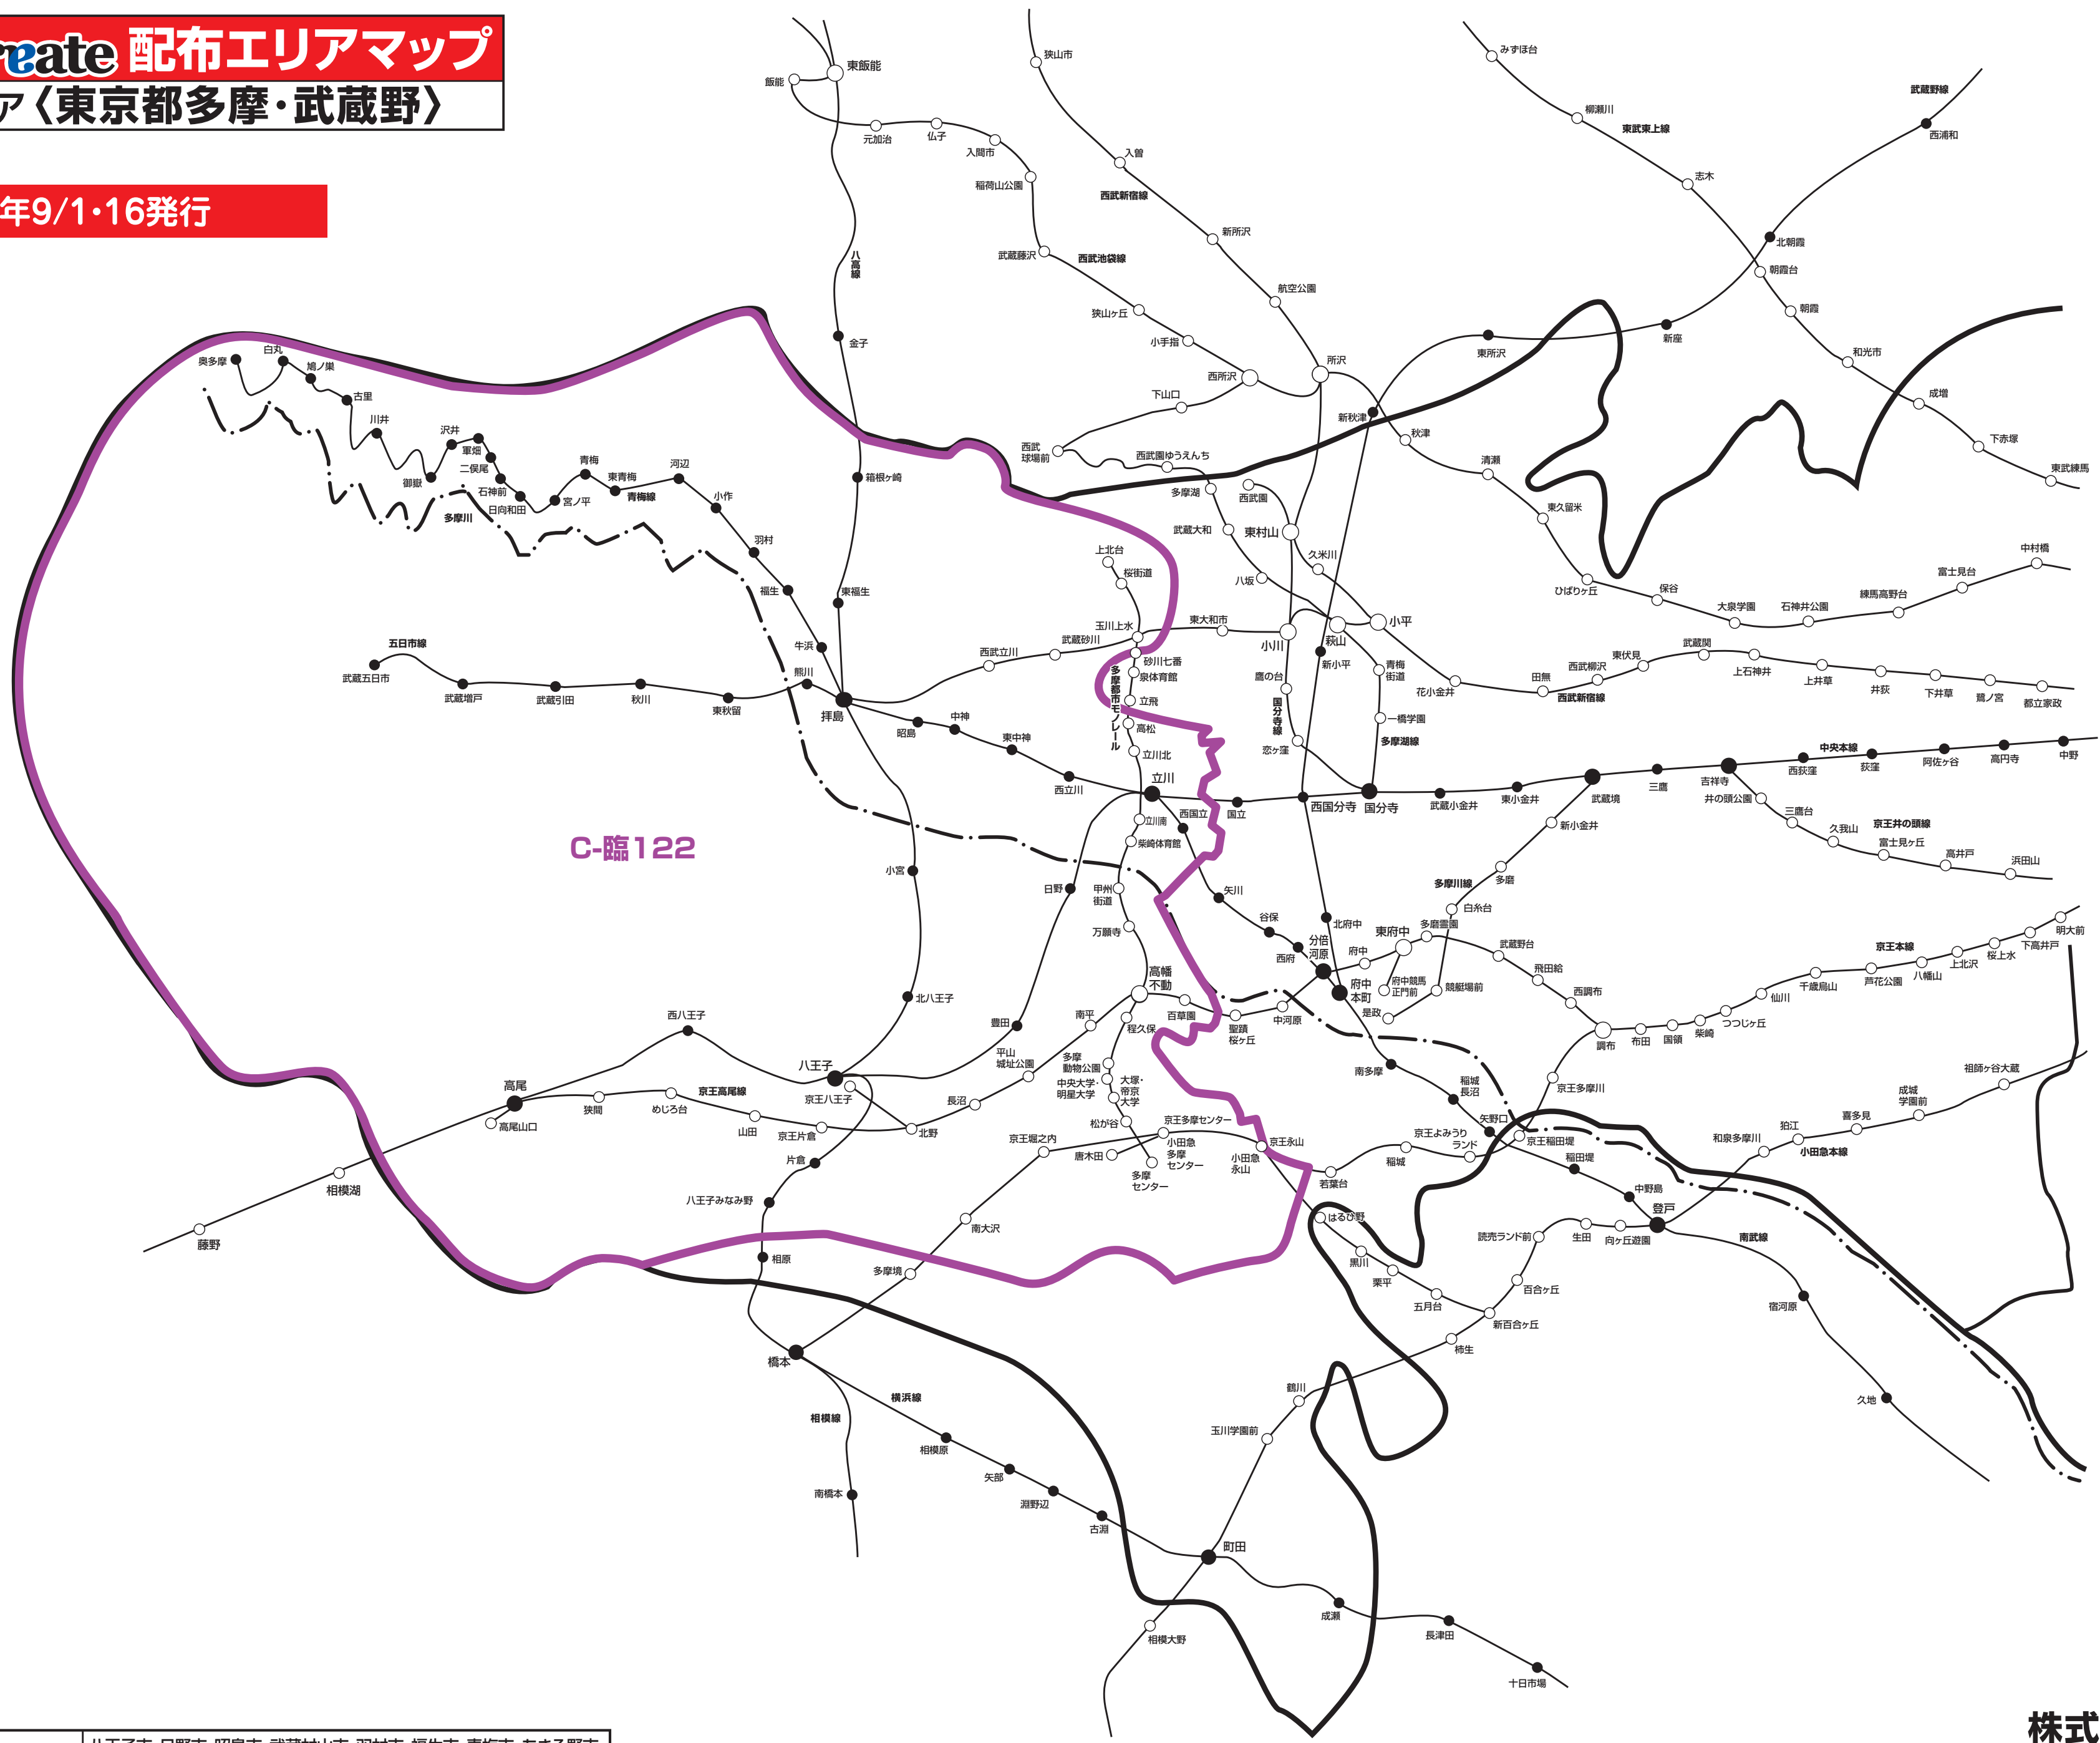 reate 配布エリアマップ
ア〈東京都多摩・武蔵野〉
年9/1・16発行
飯能
東飯能
元加治
仏子
入間市
稲荷山公園
武蔵藤沢
西武池袋線
狭山ヶ丘
小手指
西所沢
下山口
西武
球場前
狭山市
入曽
西武新宿線
新所沢
航空公園
所沢
みずほ台
柳瀬川
東武東上線
志木
武蔵野線
西浦和
北朝霞
朝霞台
朝霞
和光市
成増
下赤塚
東武練馬
新座
東所沢
新秋津
秋津
清瀬
東久留米
ひばりヶ丘
保谷
大泉学園
石神井公園
練馬高野台
富士見台
中村橋
八高線
金子
箱根ヶ崎
東福生
奥多摩
白丸
鳩ノ巣
古里
川井
御嶽
沢井
軍畑
二俣尾
石神前
日向和田
宮ノ平
青梅
東青梅
青梅線
河辺
小作
羽村
福生
牛浜
熊川
拝島
多摩川
五日市線
武蔵五日市
武蔵増戸
武蔵引田
秋川
東秋留
西武園ゆうえんち
多摩湖
西武園
武蔵大和
東村山
久米川
八坂
上北台
桜街道
玉川上水
東大和市
武蔵砂川
西武立川
小川
萩山
小平
新小平
青梅
街道
鷹の台
国分寺線
恋ヶ窪
一橋学園
多摩湖線
花小金井
田無
西武柳沢
西武新宿線
東伏見
武蔵関
上石神井
上井草
井荻
下井草
鷺ノ宮
都立家政
砂川七番
泉体育館
立飛
高松
立川北
多摩都市モノレール
昭島
中神
東中神
西立川
立川
西国立
国立
西国分寺
国分寺
武蔵小金井
東小金井
武蔵境
三鷹
吉祥寺
西荻窪
中央本線
荻窪
阿佐ヶ谷
高円寺
中野
井の頭公園
三鷹台
久我山
京王井の頭線
富士見ヶ丘
高井戸
浜田山
新小金井
多磨
多摩川線
白糸台
競艇場前
是政
立川南
柴崎体育館
甲州
街道
万願寺
高幡
不動
C-臨122
小宮
北八王子
日野
豊田
矢川
谷保
西府
分倍
河原
北府中
府中
本町
府中
東府中
多磨霊園
府中競馬
正門前
武蔵野台
飛田給
西調布
調布
布田
国領
柴崎
つつじヶ丘
仙川
千歳烏山
芦花公園
京王本線
八幡山
上北沢
桜上水
下高井戸
明大前
南平
平山
城址公園
長沼
北野
百草園
聖蹟
桜ヶ丘
中河原
程久保
多摩
動物公園
中央大学・
明星大学
大塚・
帝京
大学
松が谷
多摩
センター
西八王子
八王子
京王八王子
高尾
高尾山口
狭間
めじろ台
京王高尾線
山田
京王片倉
片倉
八王子みなみ野
相原
相模湖
藤野
京王堀之内
京王多摩センター
小田急
多摩
センター
唐木田
京王永山
小田急
永山
若葉台
稲城
京王よみうり
ランド
京王稲田堤
京王多摩川
南多摩
稲城
長沼
矢野口
稲田堤
中野島
登戸
和泉多摩川
狛江
小田急本線
喜多見
成城
学園前
祖師ヶ谷大蔵
南武線
宿河原
久地
向ヶ丘遊園
生田
読売ランド前
百合ヶ丘
新百合ヶ丘
五月台
栗平
黒川
はるひ野
柿生
鶴川
玉川学園前
南大沢
多摩境
橋本
横浜線
相模線
南橋本
相模原
矢部
淵野辺
古淵
町田
相模大野
成瀬
長津田
十日市場
株式
八王子市・日野市・昭島市・武蔵村山市・羽村市・福生市・青梅市・あきる野市